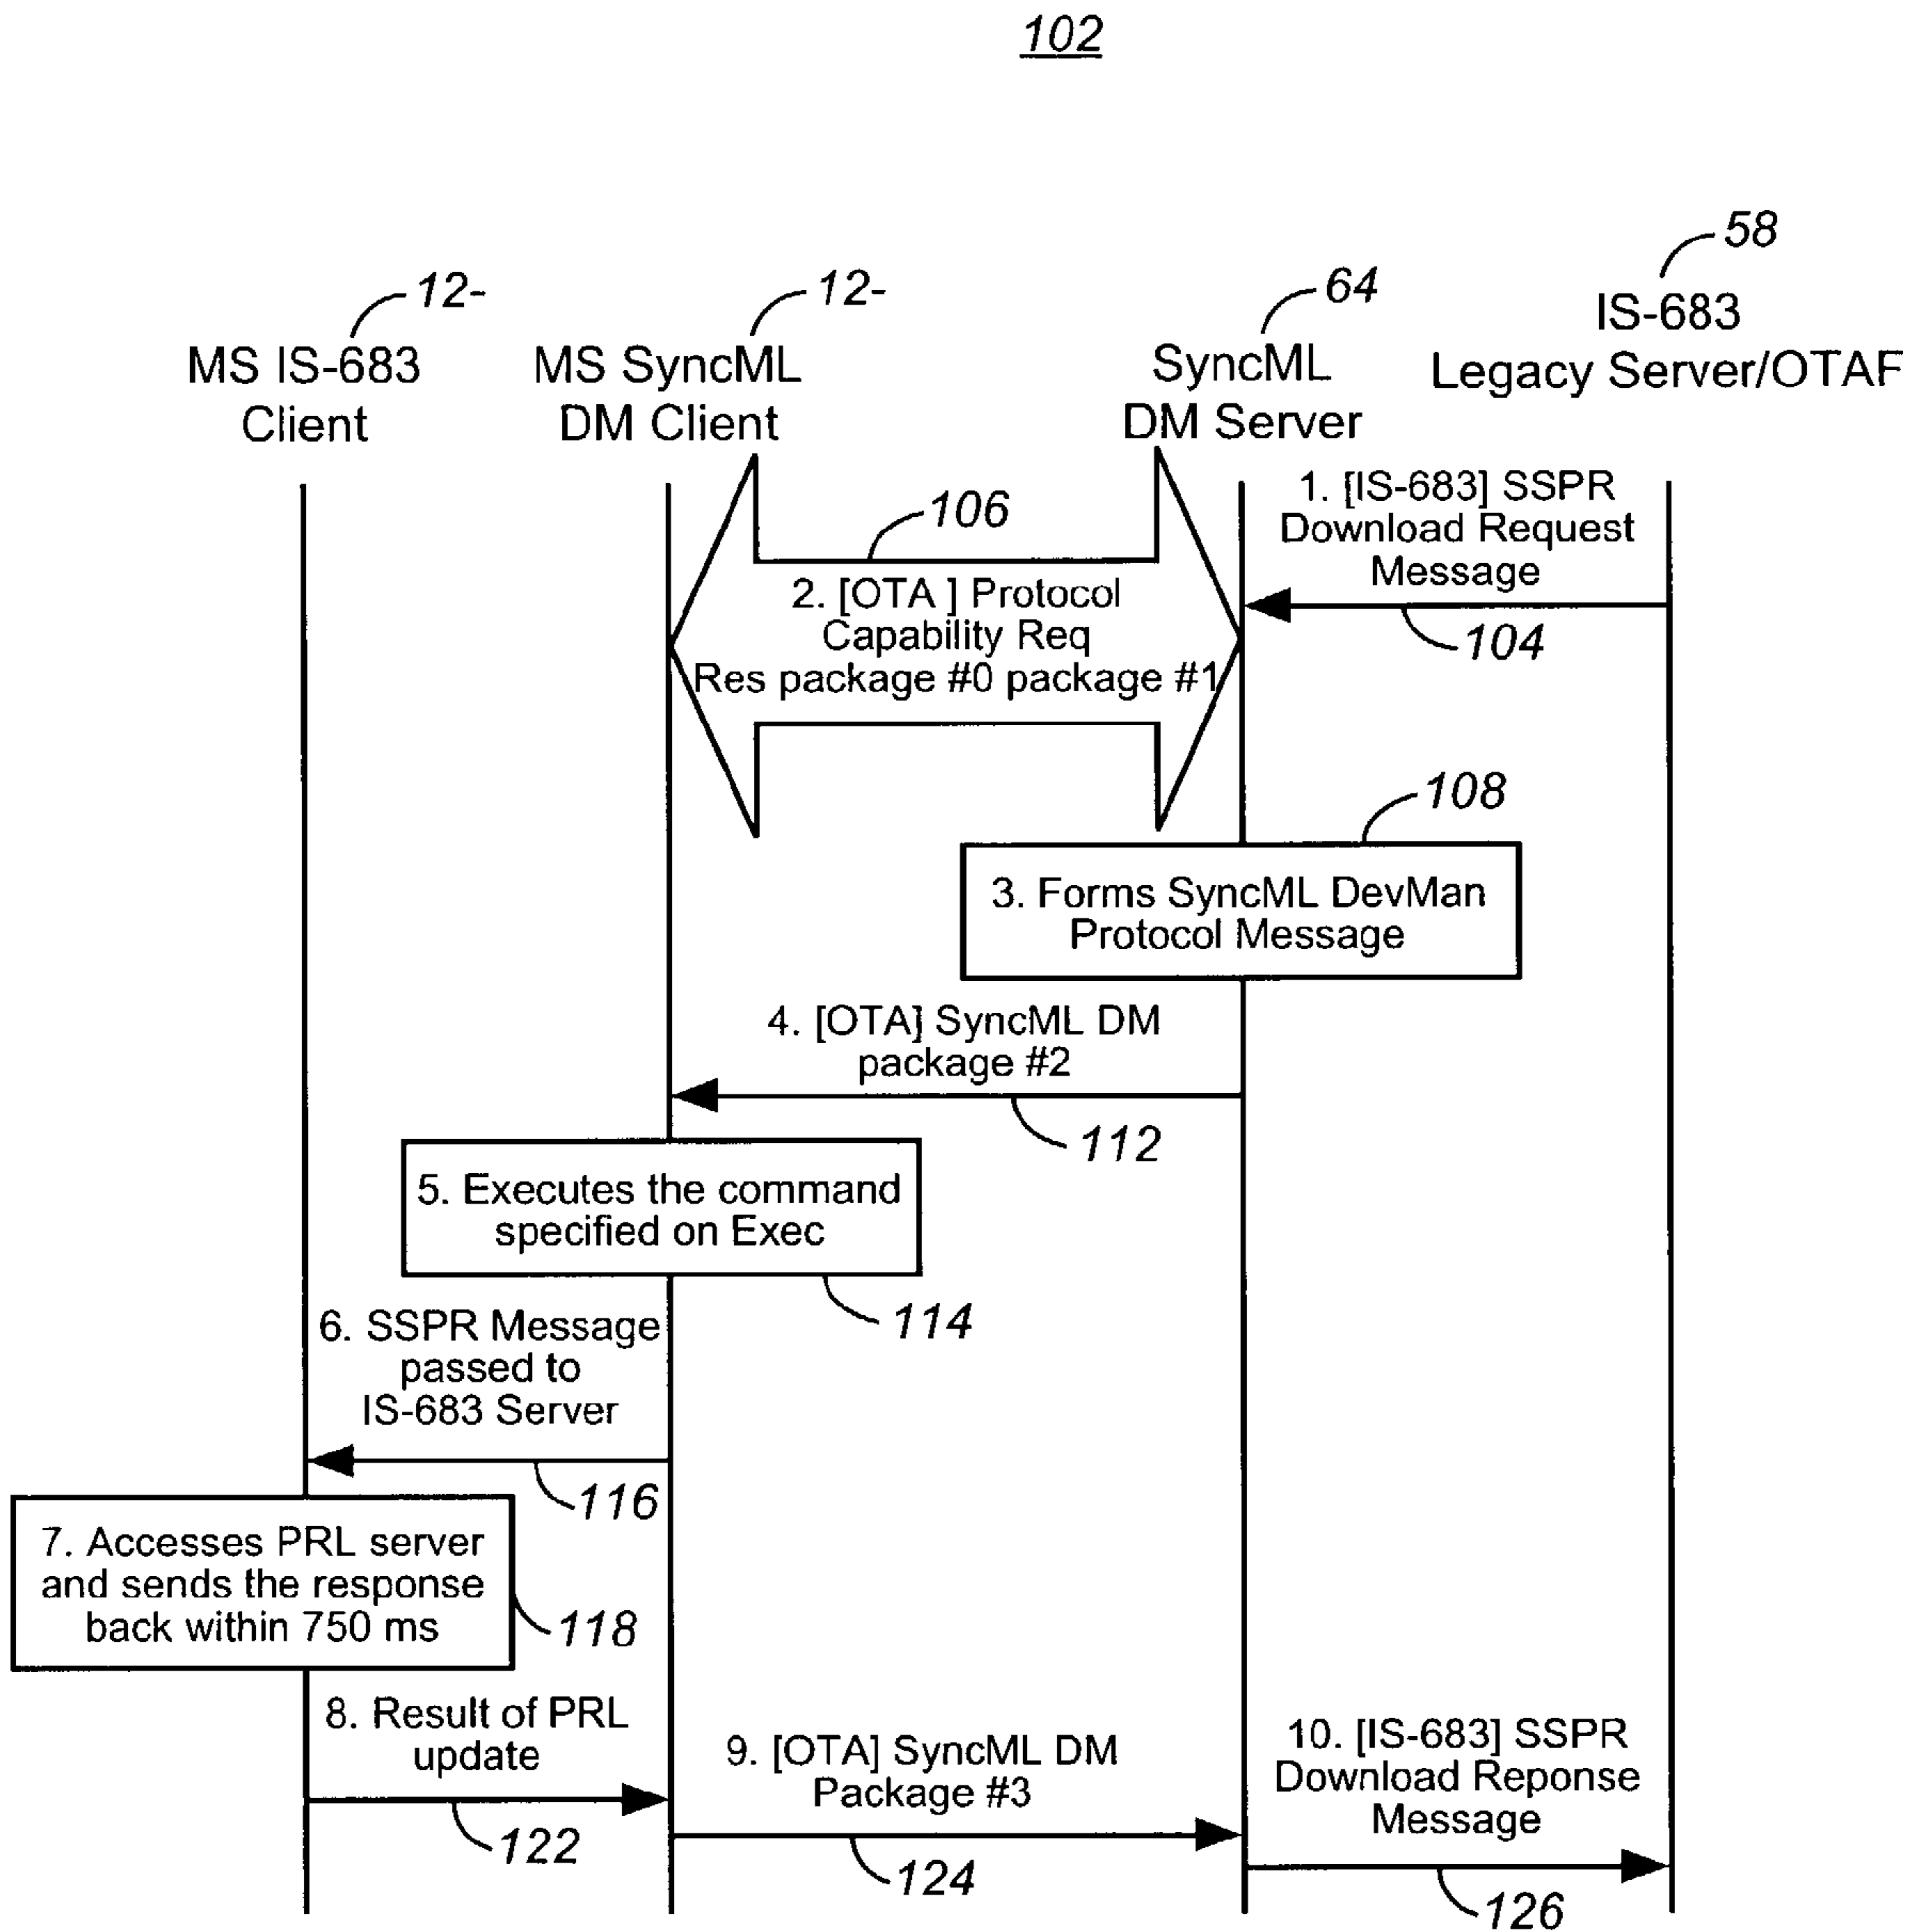 102
58
12-
12-
64
IS-683
Legacy Server/OTAF
MS IS-683
Client
MS SyncML
DM Client
SyncML
DM Server
1. [IS-683] SSPR
Download Request
Message
104
106
2. [OTA ] Protocol
Capability Req
Res package #0 package #1
108
3. Forms SyncML DevMan
Protocol Message
4. [OTA] SyncML DM
package #2
112
5. Executes the command
specified on Exec
114
6. SSPR Message
passed to
IS-683 Server
116
7. Accesses PRL server
and sends the response
back within 750 ms
118
8. Result of PRL
update
122
9. [OTA] SyncML DM
Package #3
124
10. [IS-683] SSPR
Download Reponse
Message
126